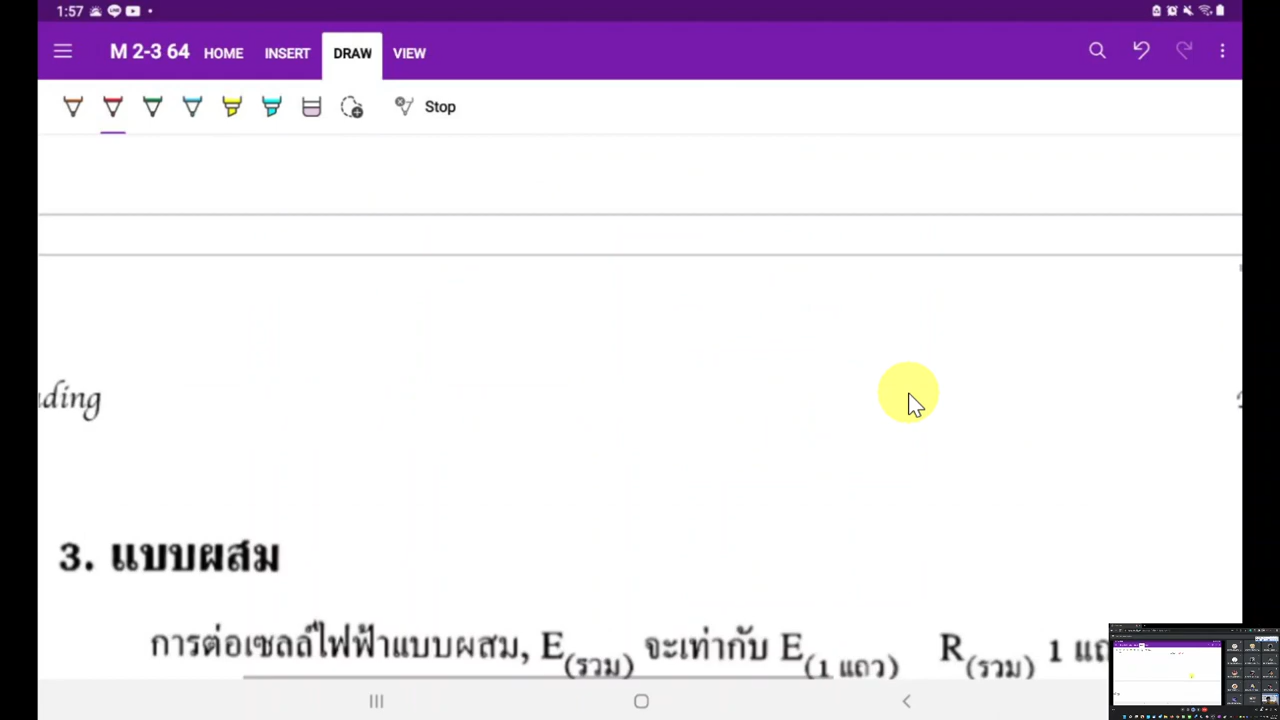 1:57
M 2-3 64 HOME INSERT DRAW VIEW
Stop
ding
3. แบบผสม
การต่อเซลล์ไฟฟ้าแบบผสม, E(รวม) จะเท่ากับ E(1 แถว) R(รวม) 1